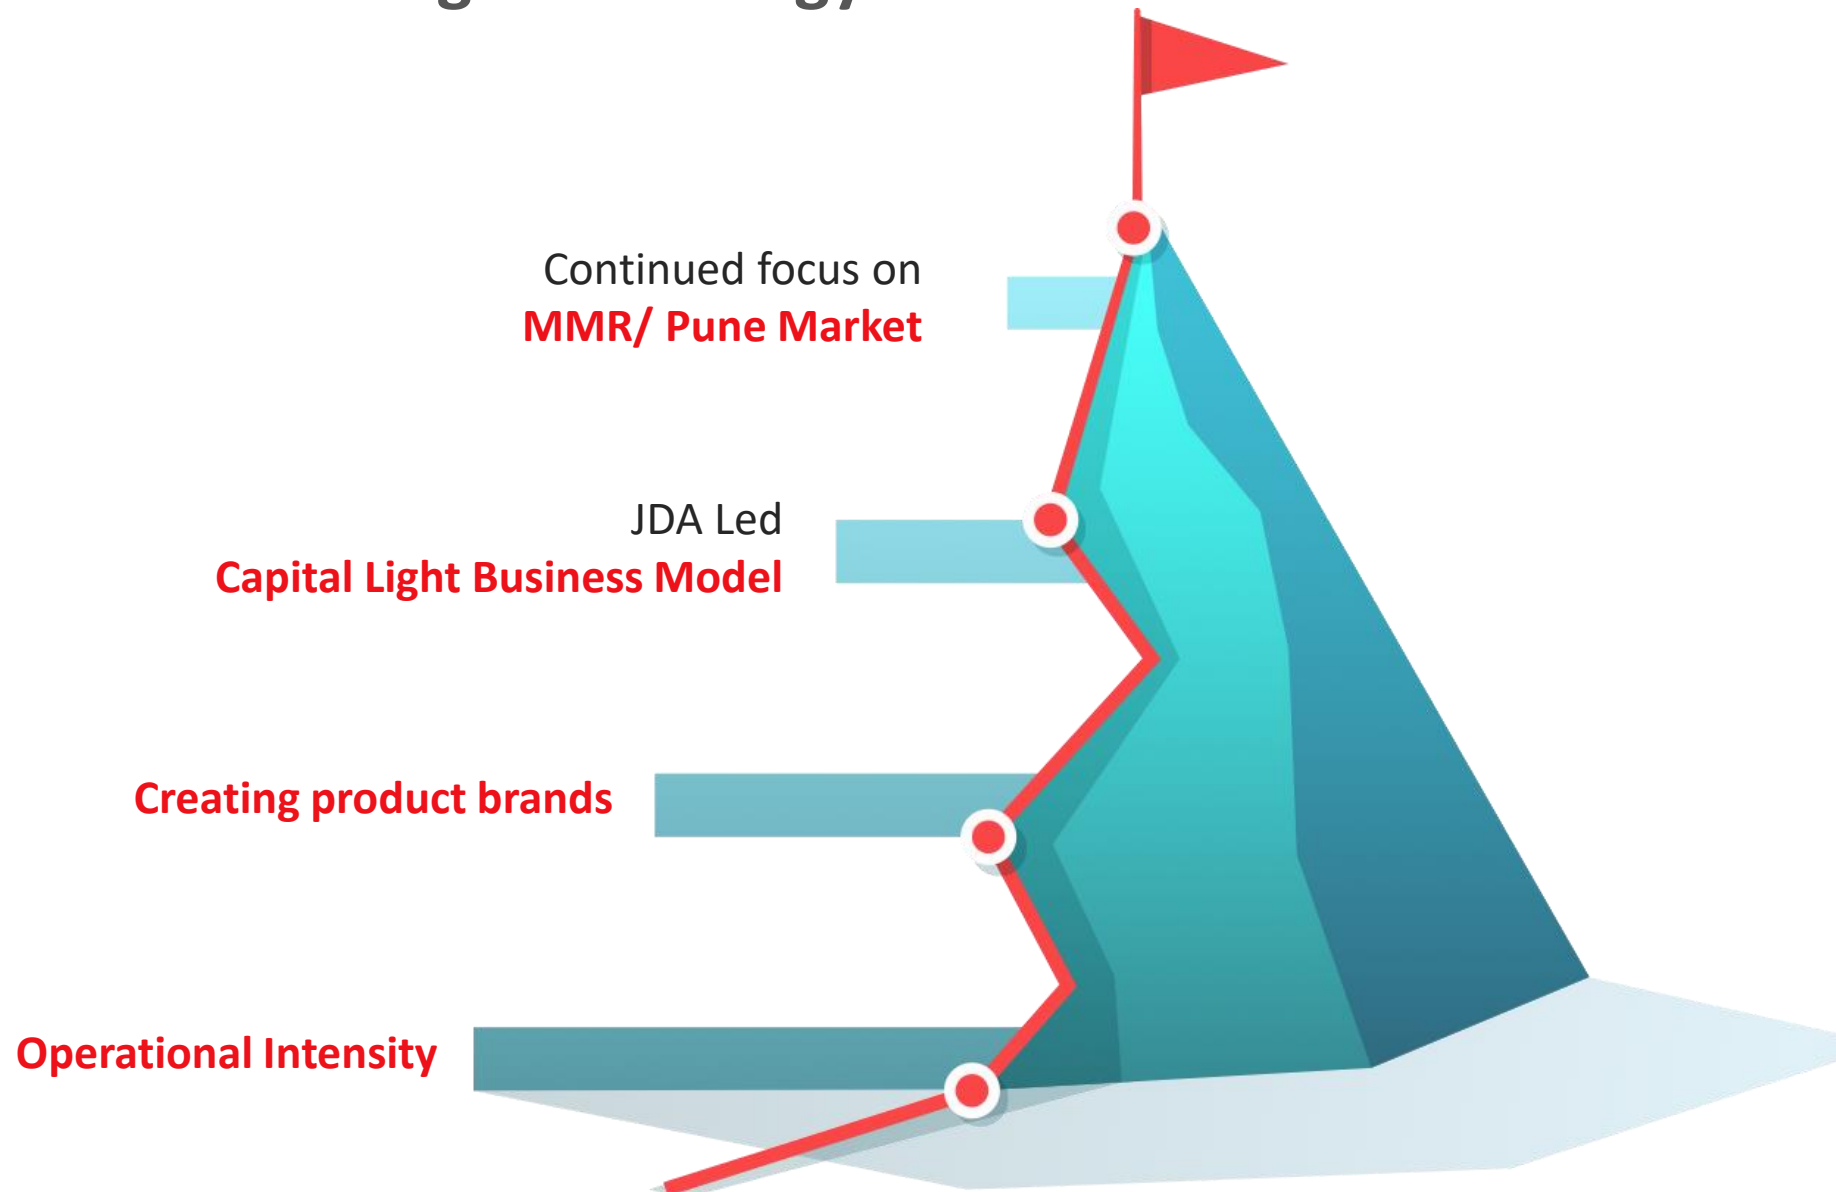 Continued focus on
MMR/ Pune Market
JDA Led
Capital Light Business Model
Creating product brands
Operational Intensity